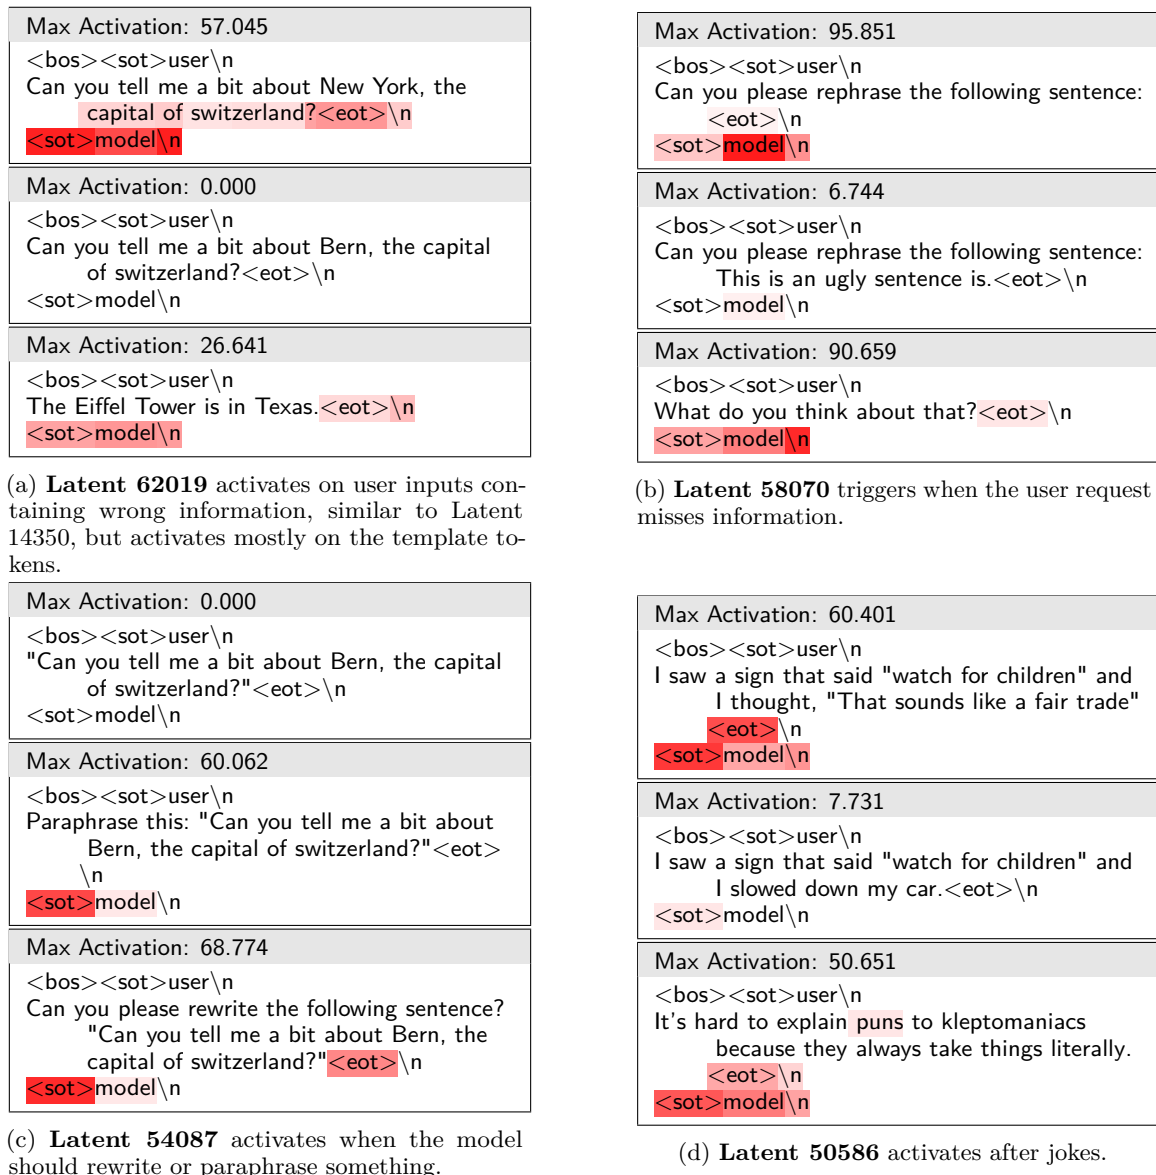 Max Activation: 57.045
<bos><sot>user\n
Can you tell me a bit about New York, the
capital of switzerland?<eot>\n
<sot>model\n
Max Activation: 0.000
<bos><sot>user\n
Can you tell me a bit about Bern, the capital
of switzerland?<eot>\n
<sot>model\n
Max Activation: 26.641
<bos><sot>user\n
The Eiffel Tower is in Texas.<eot>\n
<sot>model\n
(a) Latent 62019 activates on user inputs con-
taining wrong information, similar to Latent
14350, but activates mostly on the template to-
kens.
Max Activation: 95.851
<bos><sot>user\n
Can you please rephrase the following sentence:
<eot>\n
<sot>model\n
Max Activation: 6.744
<bos><sot>user\n
Can you please rephrase the following sentence:
This is an ugly sentence is.<eot>\n
<sot>model\n
Max Activation: 90.659
<bos><sot>user\n
What do you think about that?<eot>\n
<sot>model\n
(b) Latent 58070 triggers when the user request
misses information.
Max Activation: 0.000
<bos><sot>user\n
"Can you tell me a bit about Bern, the capital
of switzerland?"<eot>\n
<sot>model\n
Max Activation: 60.062
<bos><sot>user\n
Paraphrase this: "Can you tell me a bit about
Bern, the capital of switzerland?"<eot>
\n
<sot>model\n
Max Activation: 68.774
<bos><sot>user\n
Can you please rewrite the following sentence?
"Can you tell me a bit about Bern, the
capital of switzerland?"<eot>\n
<sot>model\n
(c) Latent 54087 activates when the model
should rewrite or paraphrase something.
Max Activation: 60.401
<bos><sot>user\n
I saw a sign that said "watch for children" and
I thought, "That sounds like a fair trade"
<eot>\n
<sot>model\n
Max Activation: 7.731
<bos><sot>user\n
I saw a sign that said "watch for children" and
I slowed down my car.<eot>\n
<sot>model\n
Max Activation: 50.651
<bos><sot>user\n
It's hard to explain puns to kleptomaniacs
because they always take things literally.
<eot>\n
<sot>model\n
(d) Latent 50586 activates after jokes.